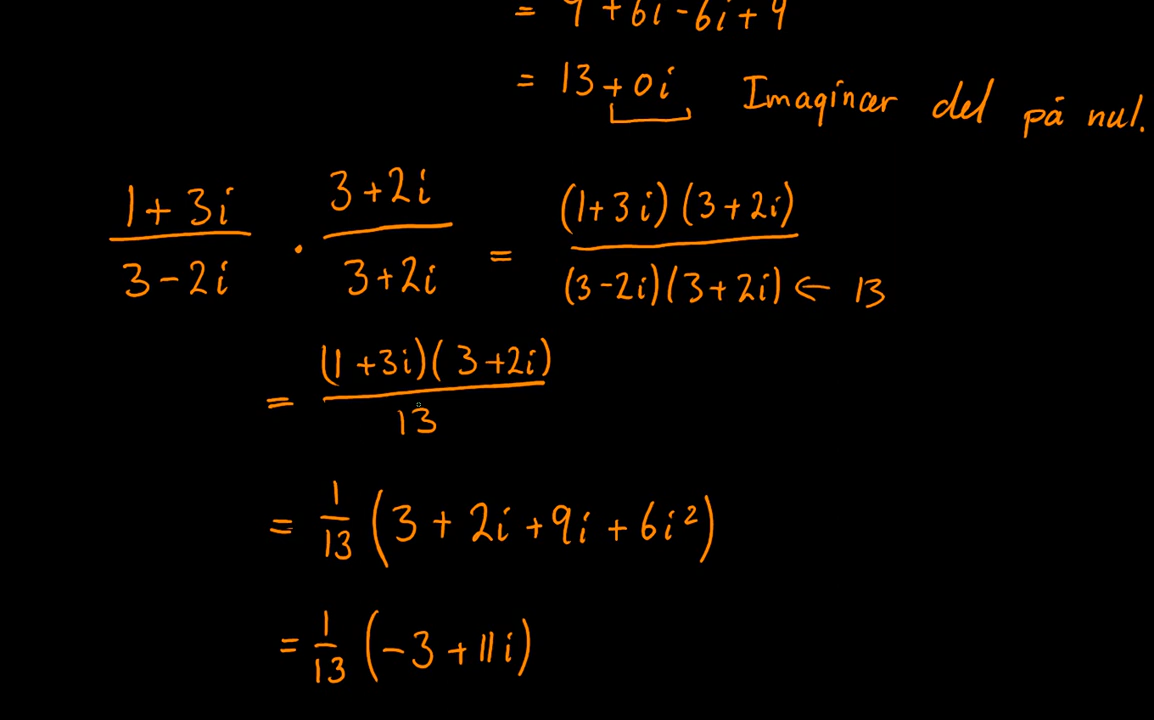 = 9 + 6i - 6i + 4
= 13 + 0i Imaginær del på nul.
(1 + 3i)/(3 - 2i) · (3 + 2i)/(3 + 2i) = ((1 + 3i)(3 + 2i))/((3 - 2i)(3 + 2i)) ← 13
= ((1 + 3i)(3 + 2i))/13
= 1/13 (3 + 2i + 9i + 6i²)
= 1/13 (-3 + 11i)